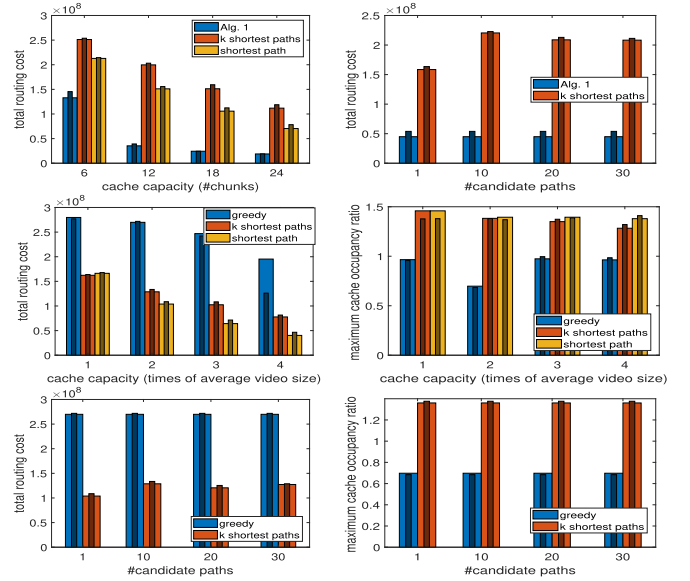 ×10^8
3
2.5
2
1.5
1
0.5
0
total routing cost
Alg. 1
k shortest paths
shortest path
6 12 18 24
cache capacity (#chunks)
×10^8
2.5
2
1.5
1
0.5
0
total routing cost
Alg. 1
k shortest paths
1 10 20 30
#candidate paths
×10^8
3
2.5
2
1.5
1
0.5
0
total routing cost
greedy
k shortest paths
shortest path
1 2 3 4
cache capacity (times of average video size)
1.5
1
0.5
0
maximum cache occupancy ratio
greedy
k shortest paths
shortest path
1 2 3 4
cache capacity (times of average video size)
×10^8
3
2.5
2
1.5
1
0.5
0
total routing cost
greedy
k shortest paths
1 10 20 30
#candidate paths
1.2
1
0.8
0.6
0.4
0.2
0
maximum cache occupancy ratio
greedy
k shortest paths
1 10 20 30
#candidate paths